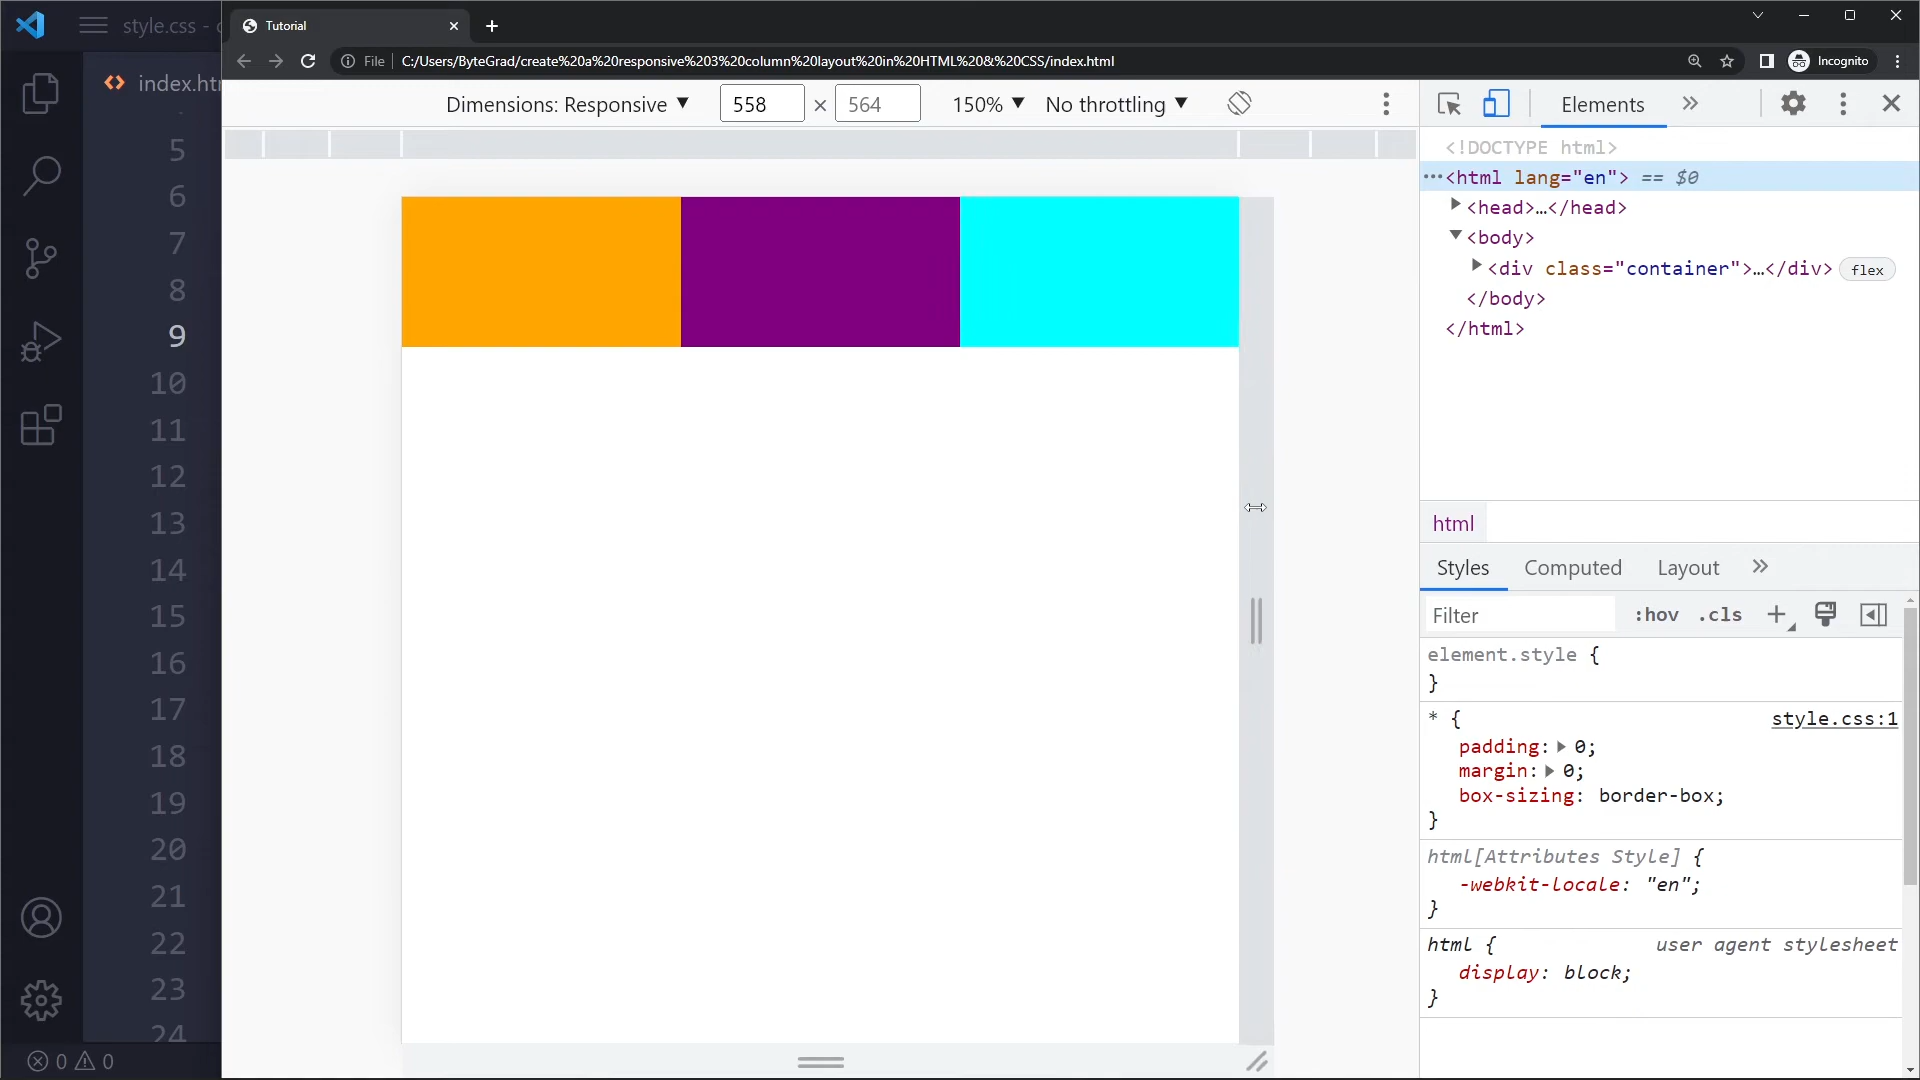 style.css -
Tutorial
File C:/Users/ByteGrad/create%20a%20responsive%203%20column%20layout%20in%20HTML%20&%20CSS/index.html
Incognito
index.ht
Dimensions: Responsive 558 × 564 150% No throttling
Elements
<!DOCTYPE html>
<html lang="en"> == $0
<head>…</head>
<body>
<div class="container">…</div> flex
</body>
</html>
html
Styles Computed Layout
Filter :hov .cls
element.style {
}
* { style.css:1
padding: 0;
margin: 0;
box-sizing: border-box;
}
html[Attributes Style] {
-webkit-locale: "en";
}
html { user agent stylesheet
display: block;
}
5
6
7
8
9
10
11
12
13
14
15
16
17
18
19
20
21
22
23
24
0 0